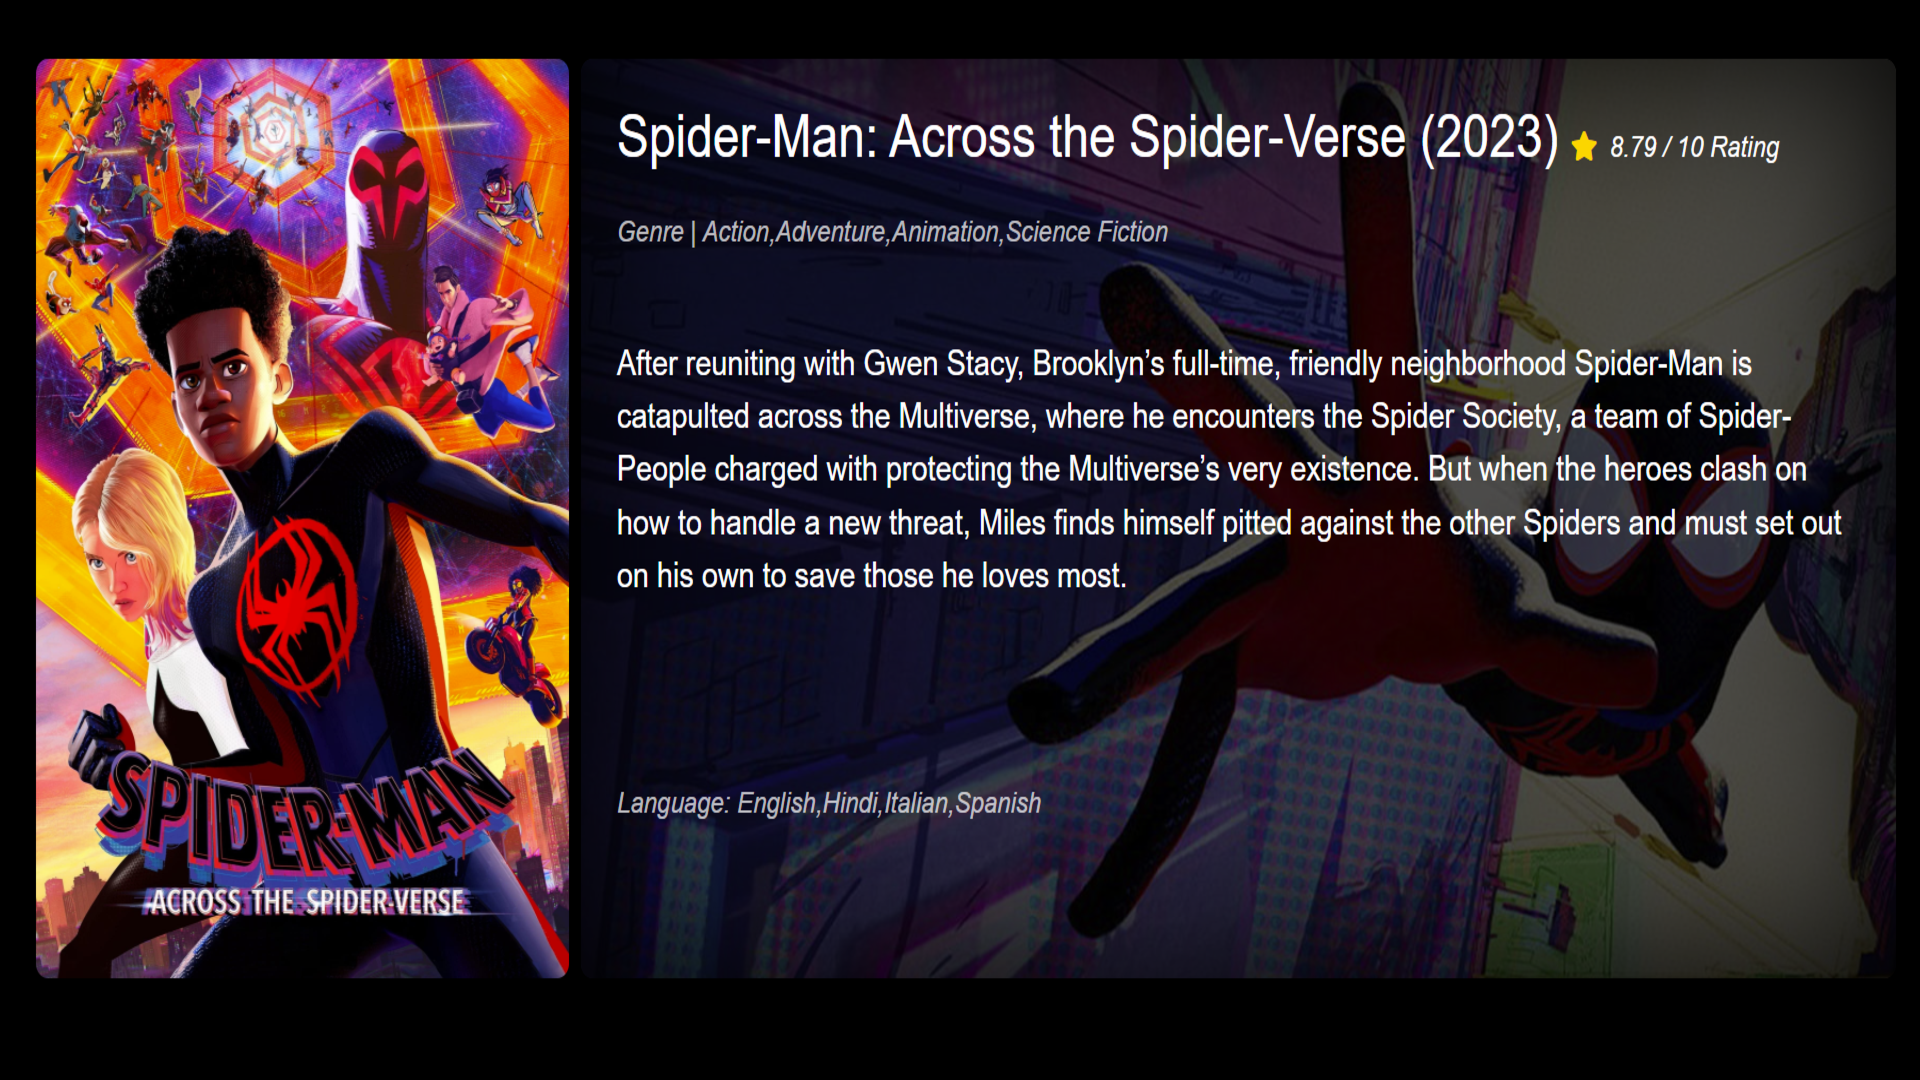 Spider-Man: Across the Spider-Verse (2023) 8.79 / 10 Rating
Genre | Action,Adventure,Animation,Science Fiction
After reuniting with Gwen Stacy, Brooklyn’s full-time, friendly neighborhood Spider-Man is
catapulted across the Multiverse, where he encounters the Spider Society, a team of Spider-
People charged with protecting the Multiverse’s very existence. But when the heroes clash on
how to handle a new threat, Miles finds himself pitted against the other Spiders and must set out
on his own to save those he loves most.
Language: English,Hindi,Italian,Spanish
SPIDER-MAN
ACROSS THE SPIDER-VERSE